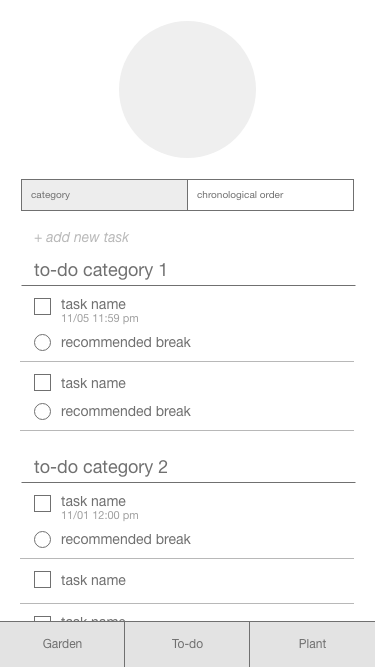 category
chronological order
+ add new task
to-do category 1
task name
11/05 11:59 pm
recommended break
task name
recommended break
to-do category 2
task name
11/01 12:00 pm
recommended break
task name
task name
Garden
To-do
Plant